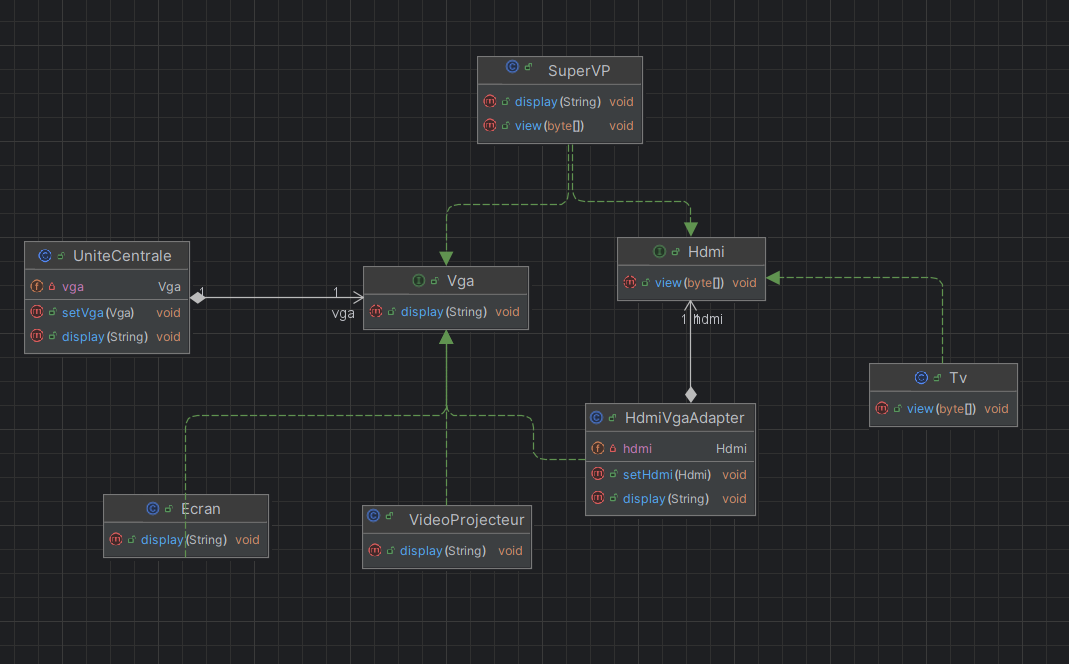 SuperVP
display(String) void
view(byte[]) void
UniteCentrale
vga Vga
setVga(Vga) void
display(String) void
1
1
vga
Vga
display(String) void
Hdmi
view(byte[]) void
1
hdmi
Tv
view(byte[]) void
HdmiVgaAdapter
hdmi Hdmi
setHdmi(Hdmi) void
display(String) void
Ecran
display(String) void
VideoProjecteur
display(String) void